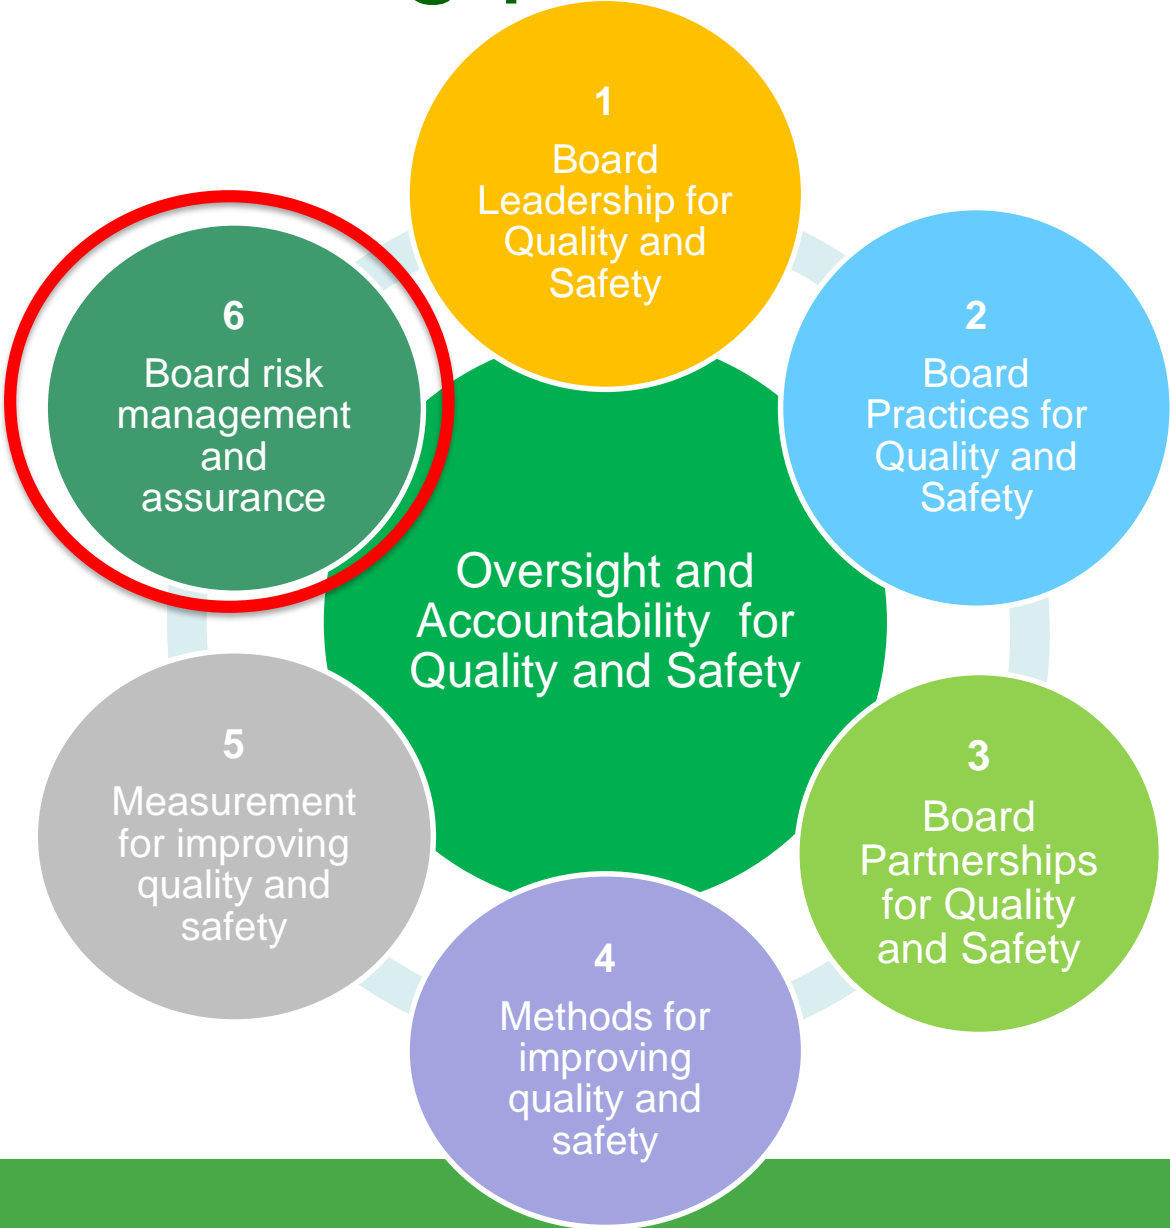 1
Board
Leadership for
Quality and
Safety
2
Board
Practices for
Quality and
Safety
3
Board
Partnerships
for Quality
and Safety
4
Methods for
improving
quality and
safety
5
Measurement
for improving
quality and
safety
6
Board risk
management
and
assurance
Oversight and
Accountability for
Quality and Safety